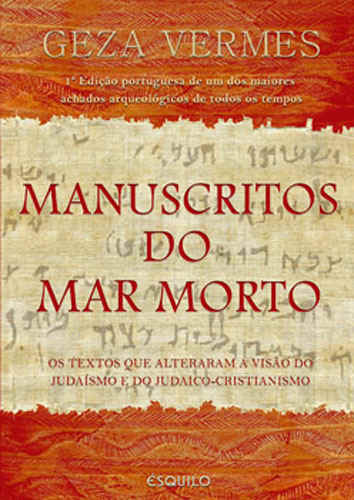 GEZA VERMES
1ª Edição portuguesa de um dos maiores
achados arqueológicos de todos os tempos
MANUSCRITOS
DO
MAR MORTO
OS TEXTOS QUE ALTERARAM A VISÃO DO
JUDAÍSMO E DO JUDAICO-CRISTIANISMO
ÉSQUILO